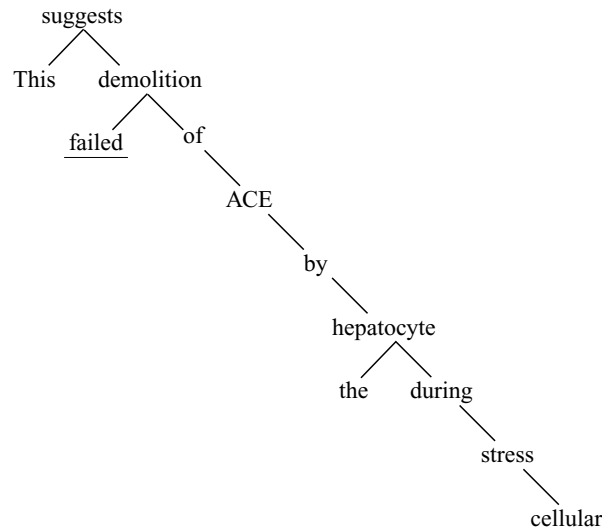 suggests
This demolition
failed of
ACE
by
hepatocyte
the during
stress
cellular